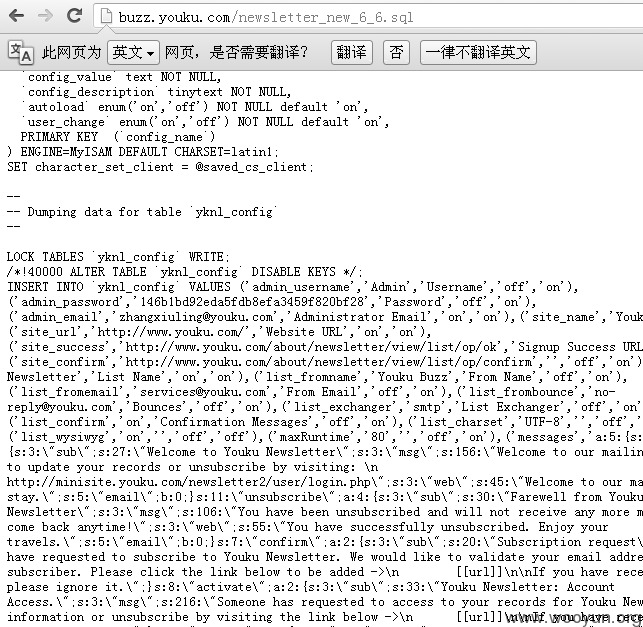 buzz.youku.com/newsletter_new_6_6.sql
此网页为 英文 网页，是否需要翻译？ 翻译 否 一律不翻译英文
`config_value` text NOT NULL,
`config_description` tinytext NOT NULL,
`autoload` enum('on','off') NOT NULL default 'on',
`user_change` enum('on','off') NOT NULL default 'on',
PRIMARY KEY  (`config_name`)
) ENGINE=MyISAM DEFAULT CHARSET=latin1;
SET character_set_client = @saved_cs_client;
--
-- Dumping data for table `yknl_config`
--
LOCK TABLES `yknl_config` WRITE;
/*!40000 ALTER TABLE `yknl_config` DISABLE KEYS */;
INSERT INTO `yknl_config` VALUES ('admin_username','Admin','Username','off','on'),
('admin_password','146b1bd92eda5fdb8efa3459f820bf28','Password','off','on'),
('admin_email','zhangxiuling@youku.com','Administrator Email','on','on'),('site_name','Youk
('site_url','http://www.youku.com/','Website URL','on','on'),
('site_success','http://www.youku.com/about/newsletter/view/list/op/ok','Signup Success URL
('site_confirm','http://www.youku.com/about/newsletter/view/list/op/confirm','','off','on')
Newsletter','List Name','on','on'),('list_fromname','Youku Buzz','From Name','off','on'),
('list_fromemail','services@youku.com','From Email','off','on'),('list_frombounce','no-
reply@youku.com','Bounces','off','on'),('list_exchanger','smtp','List Exchanger','off','on'
('list_confirm','on','Confirmation Messages','off','on'),('list_charset','UTF-8','','off','
('list_wysiwyg','on','','off','off'),('maxRuntime','80','','off','on'),('messages','a:5:{s:
{s:3:\"sub\";s:27:\"Welcome to Youku Newsletter\";s:3:\"msg\";s:156:\"Welcome to our mailin
to update your records or unsubscribe by visiting: \n
http://minisite.youku.com/newsletter2/user/login.php\";s:3:\"web\";s:45:\"Welcome to our ma
stay.\";s:5:\"email\";b:0;}s:11:\"unsubscribe\";a:4:{s:3:\"sub\";s:30:\"Farewell from Youku
Newsletter\";s:3:\"msg\";s:106:\"You have been unsubscribed and will not receive any more m
come back anytime!\";s:3:\"web\";s:55:\"You have successfully unsubscribed. Enjoy your
travels.\";s:5:\"email\";b:0;}s:7:\"confirm\";a:2:{s:3:\"sub\";s:20:\"Subscription request\
have requested to subscribe to Youku Newsletter. We would like to validate your email addre
subscriber. Please click the link below to be added ->\n       [[url]]\n\nIf you have rece
please ignore it.\";}s:8:\"activate\";a:2:{s:3:\"sub\";s:33:\"Youku Newsletter: Account
Access.\";s:3:\"msg\";s:216:\"Someone has requested to access to your records for Youku New
information or unsubscribe by visiting the link below ->\n       [[url]]\n\nIf you have rec
www.wooyun.org